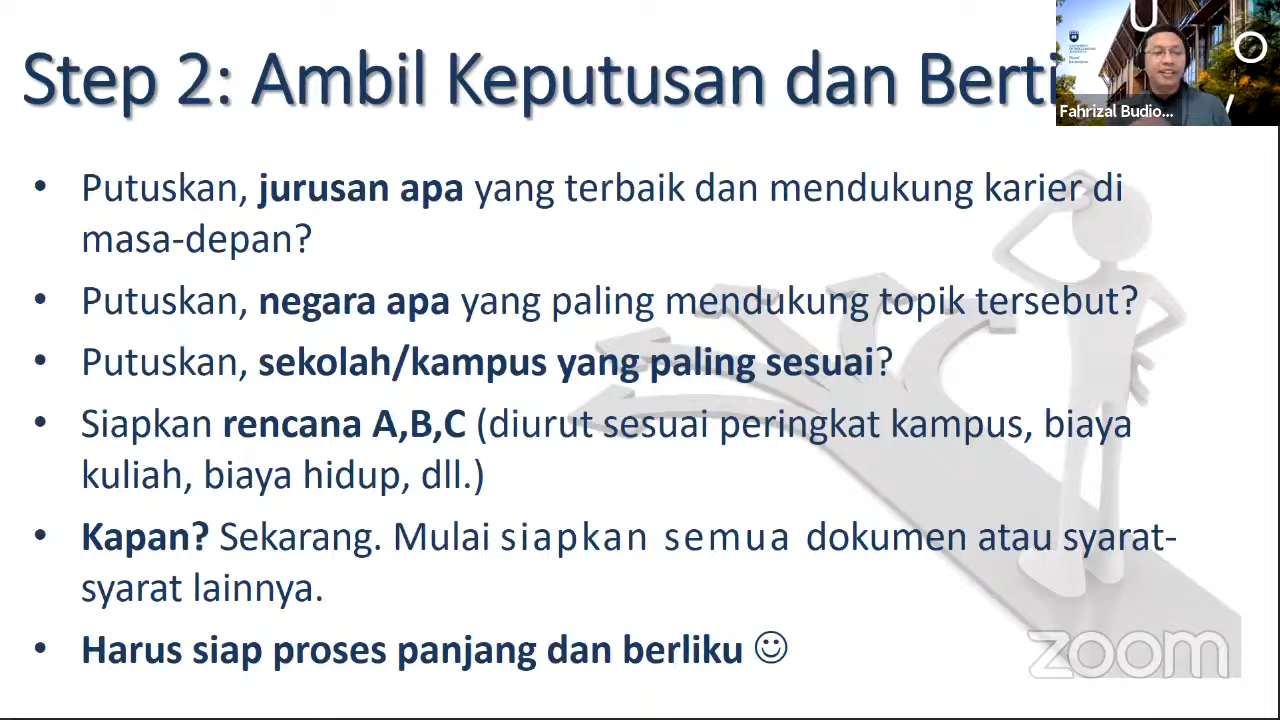 Step 2: Ambil Keputusan dan Berti
Fahrizal Budio...
• Putuskan, jurusan apa yang terbaik dan mendukung karier di
masa-depan?
• Putuskan, negara apa yang paling mendukung topik tersebut?
• Putuskan, sekolah/kampus yang paling sesuai?
• Siapkan rencana A,B,C (diurut sesuai peringkat kampus, biaya
kuliah, biaya hidup, dll.)
• Kapan? Sekarang. Mulai siapkan semua dokumen atau syarat-
syarat lainnya.
• Harus siap proses panjang dan berliku ☺
zoom